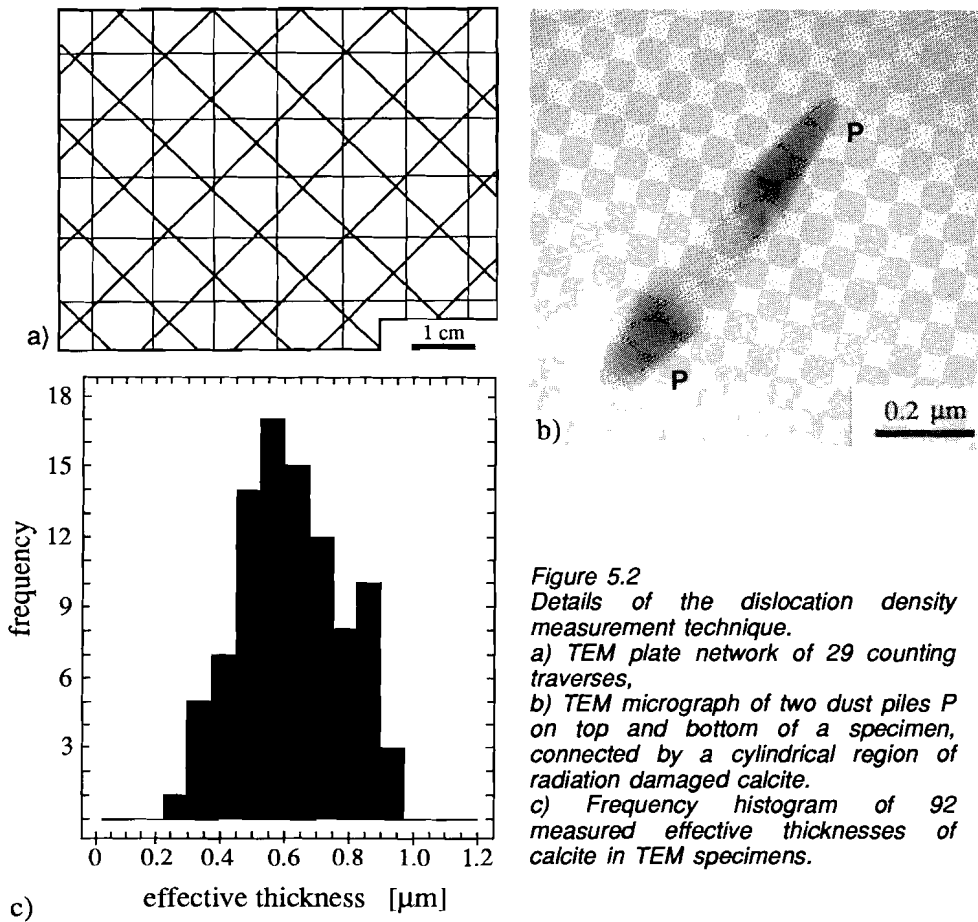 a)
1 cm
P
P
b)
0.2 μm
18
15
12
9
6
3
frequency
0
0.2
0.4
0.6
0.8
1.0
1.2
effective thickness [μm]
c)
Figure 5.2
Details of the dislocation density
measurement technique.
a) TEM plate network of 29 counting
traverses,
b) TEM micrograph of two dust piles P
on top and bottom of a specimen,
connected by a cylindrical region of
radiation damaged calcite.
c) Frequency histogram of 92
measured effective thicknesses of
calcite in TEM specimens.